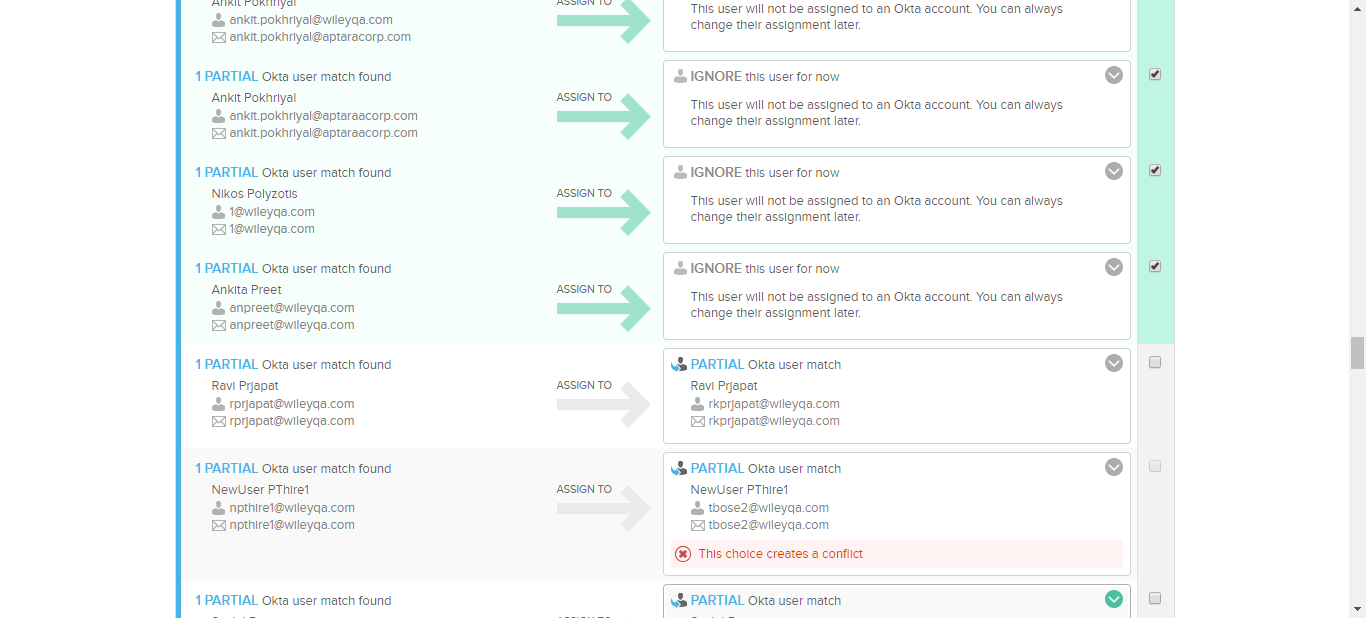 Ankit Pokhriyal
ankit.pokhriyal@wileyqa.com
ankit.pokhriyal@aptaracorp.com
ASSIGN TO
This user will not be assigned to an Okta account. You can always
change their assignment later.
1 PARTIAL Okta user match found
Ankit Pokhriyal
ankit.pokhriyal@aptaraacorp.com
ankit.pokhriyal@aptaraacorp.com
ASSIGN TO
IGNORE this user for now
This user will not be assigned to an Okta account. You can always
change their assignment later.
1 PARTIAL Okta user match found
Nikos Polyzotis
1@wileyqa.com
1@wileyqa.com
ASSIGN TO
IGNORE this user for now
This user will not be assigned to an Okta account. You can always
change their assignment later.
1 PARTIAL Okta user match found
Ankita Preet
anpreet@wileyqa.com
anpreet@wileyqa.com
ASSIGN TO
IGNORE this user for now
This user will not be assigned to an Okta account. You can always
change their assignment later.
1 PARTIAL Okta user match found
Ravi Prjapat
rprjapat@wileyqa.com
rprjapat@wileyqa.com
ASSIGN TO
PARTIAL Okta user match
Ravi Prjapat
rkprjapat@wileyqa.com
rkprjapat@wileyqa.com
1 PARTIAL Okta user match found
NewUser PThire1
npthire1@wileyqa.com
npthire1@wileyqa.com
ASSIGN TO
PARTIAL Okta user match
NewUser PThire1
tbose2@wileyqa.com
tbose2@wileyqa.com
This choice creates a conflict
1 PARTIAL Okta user match found
PARTIAL Okta user match